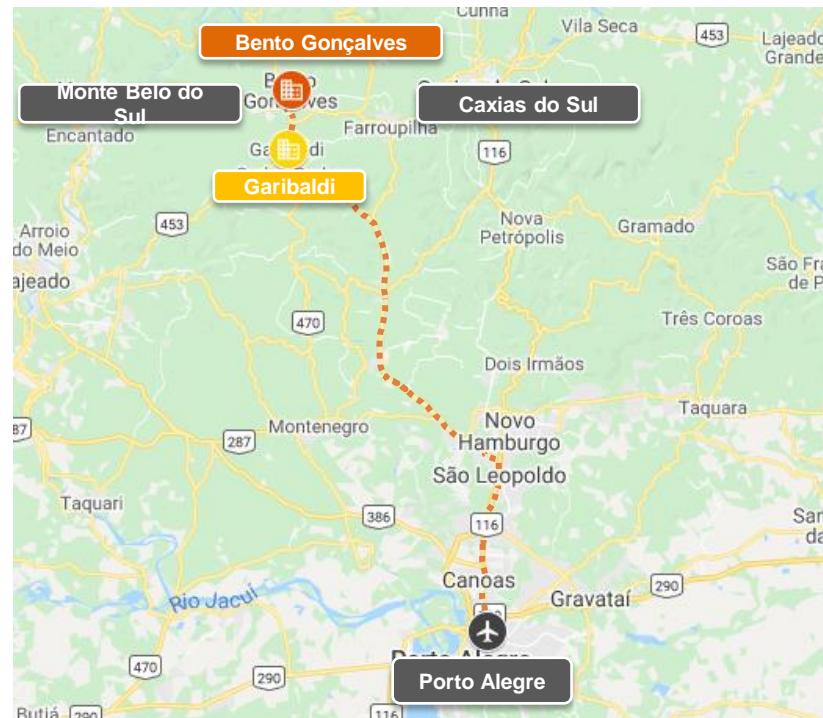 Cunha
Vila Seca
453
Lajeado
Grande
Bento Gonçalves
Monte Belo do
Sul
Caxias do Sul
Encantado
Farroupilha
116
Garibaldi
453
Arroio
do Meio
ajeado
Nova
Petrópolis
Gramado
São Fra
de P
470
Três Coroas
Dois Irmãos
Taquara
Montenegro
Novo
Hamburgo
87
287
São Leopoldo
Taquari
386
116
San
da
Canoas
290
Gravataí
Rio Jacuí
Porto Alegre
470
290
Butiá
290
116